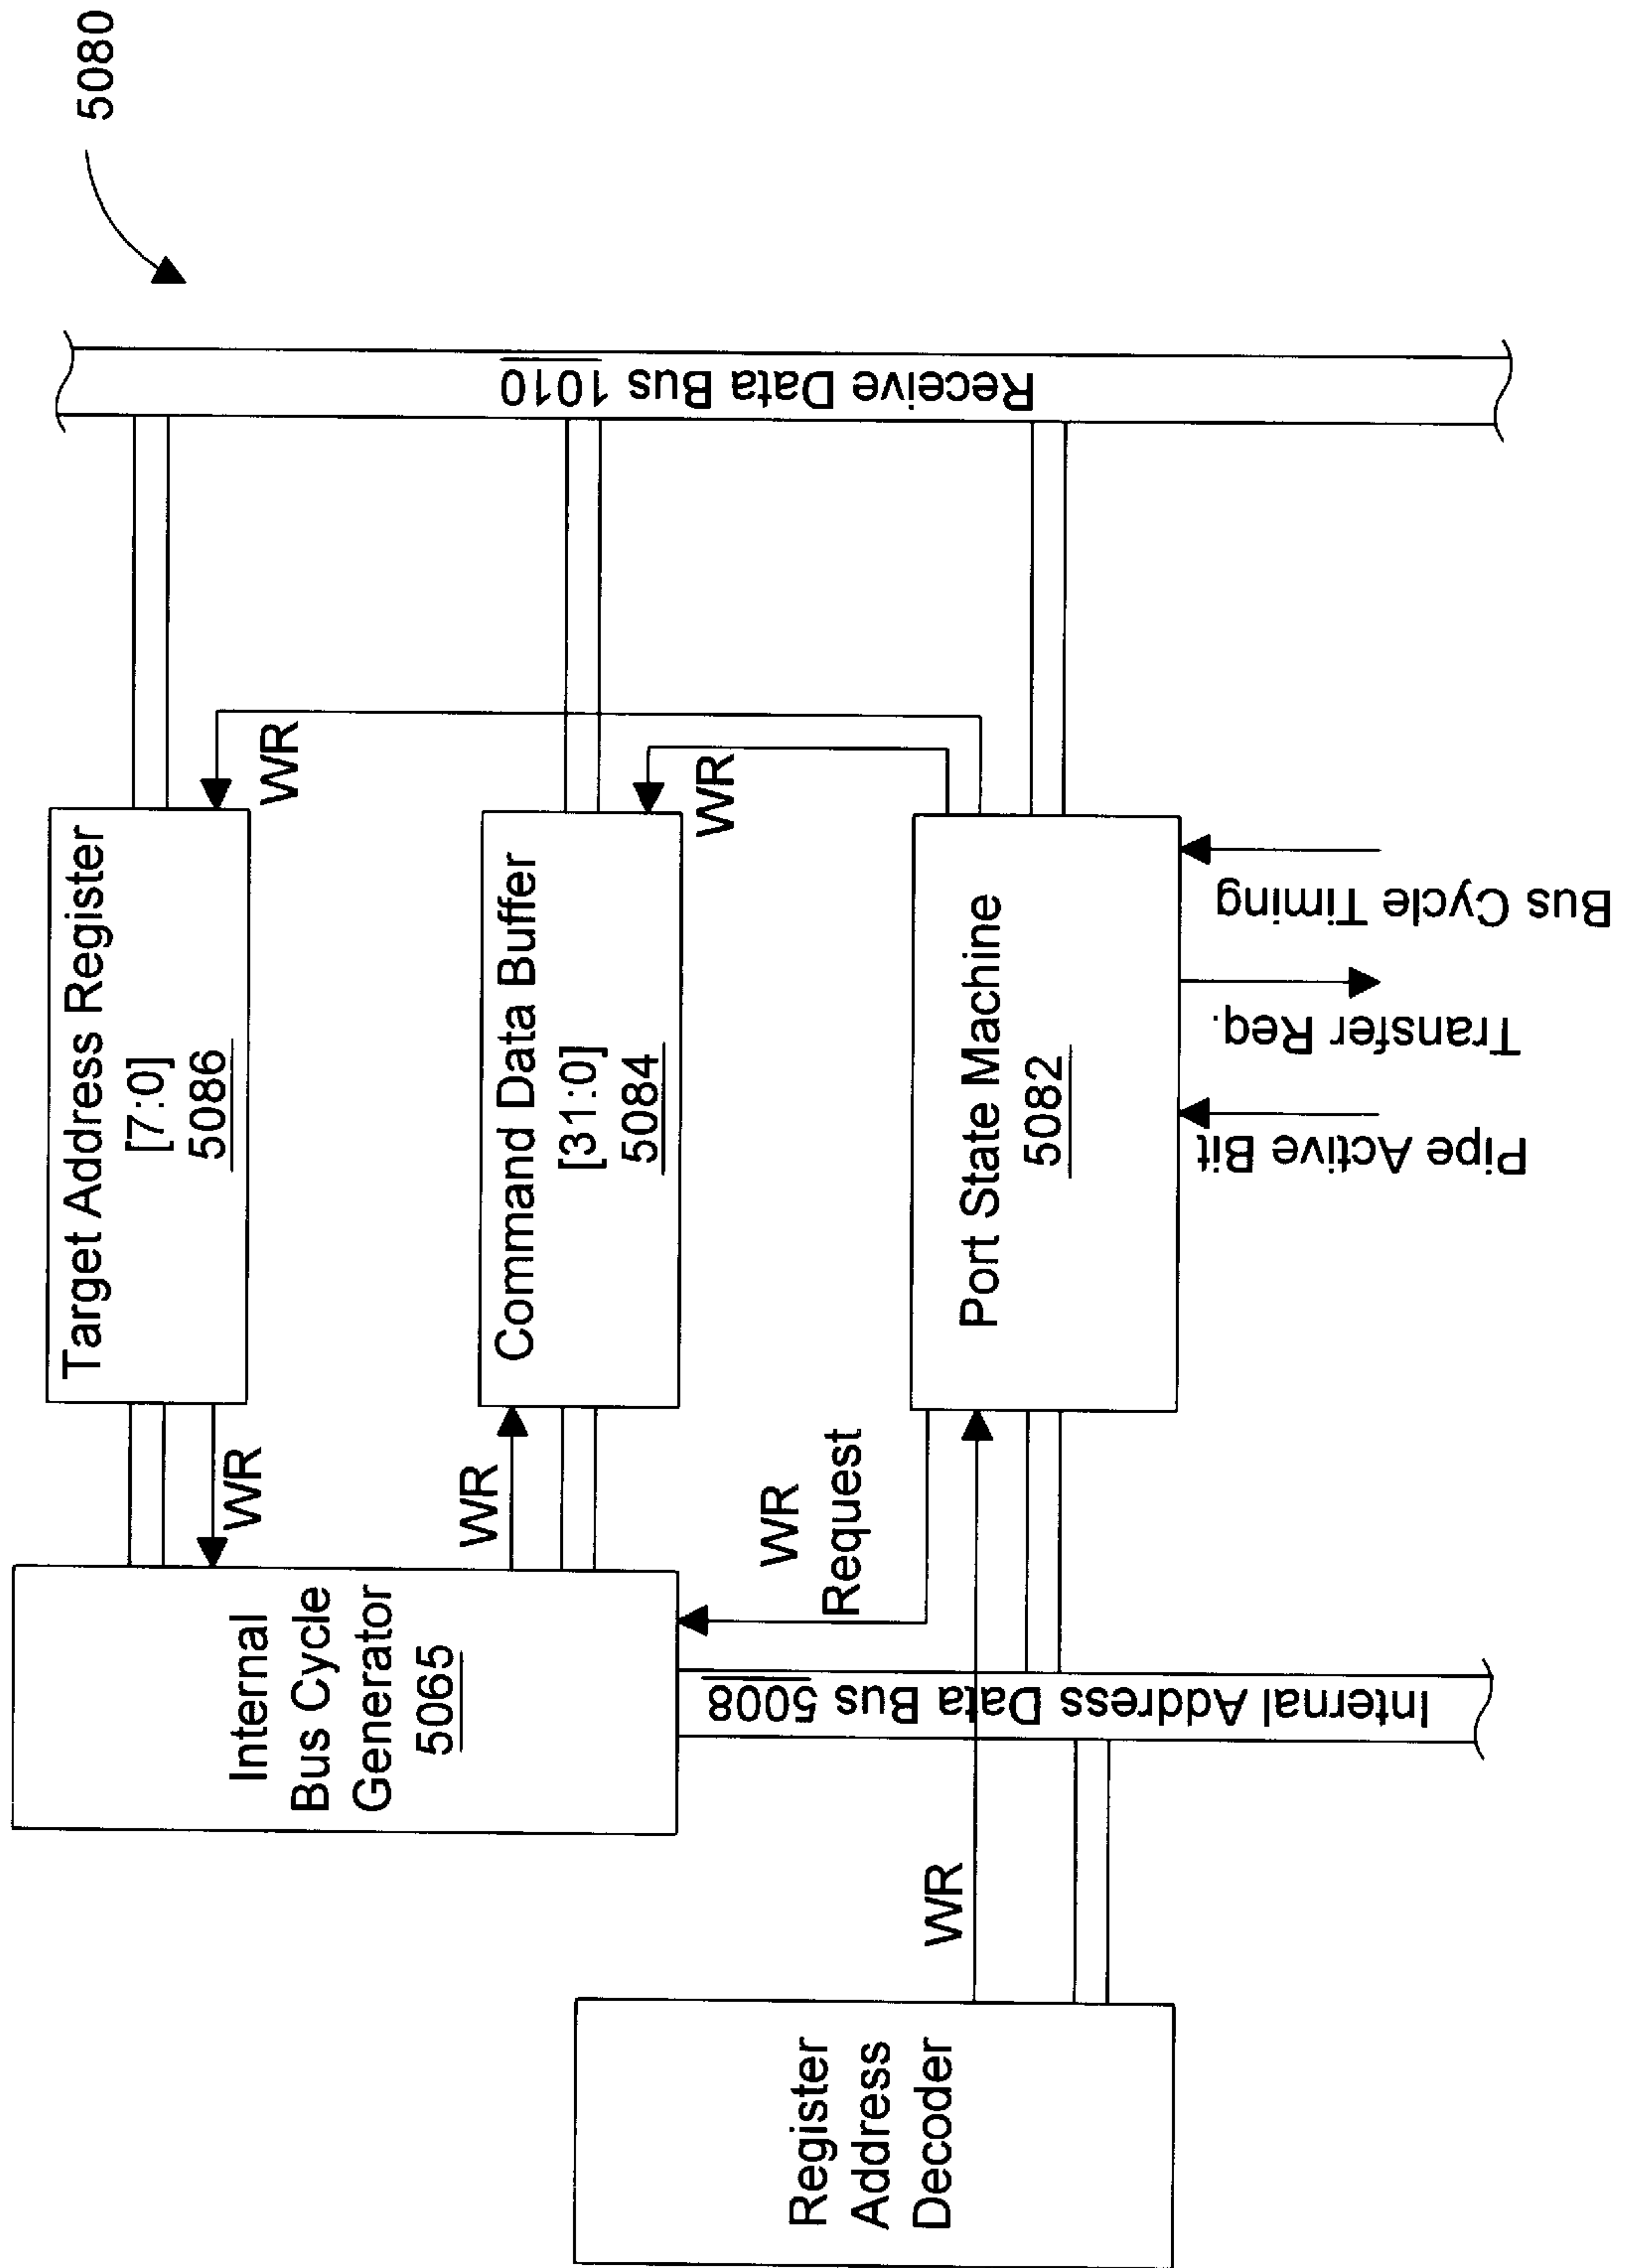 5080
Target Address Register
[7:0]
5086
WR
WR
Internal
Bus Cycle
Generator
5065
Command Data Buffer
[31:0]
5084
WR
WR
Receive Data Bus 1010
WR
Request
Port State Machine
5082
Internal Address Data Bus 5008
WR
Register
Address
Decoder
Pipe Active Bit
Transfer Req.
Bus Cycle Timing